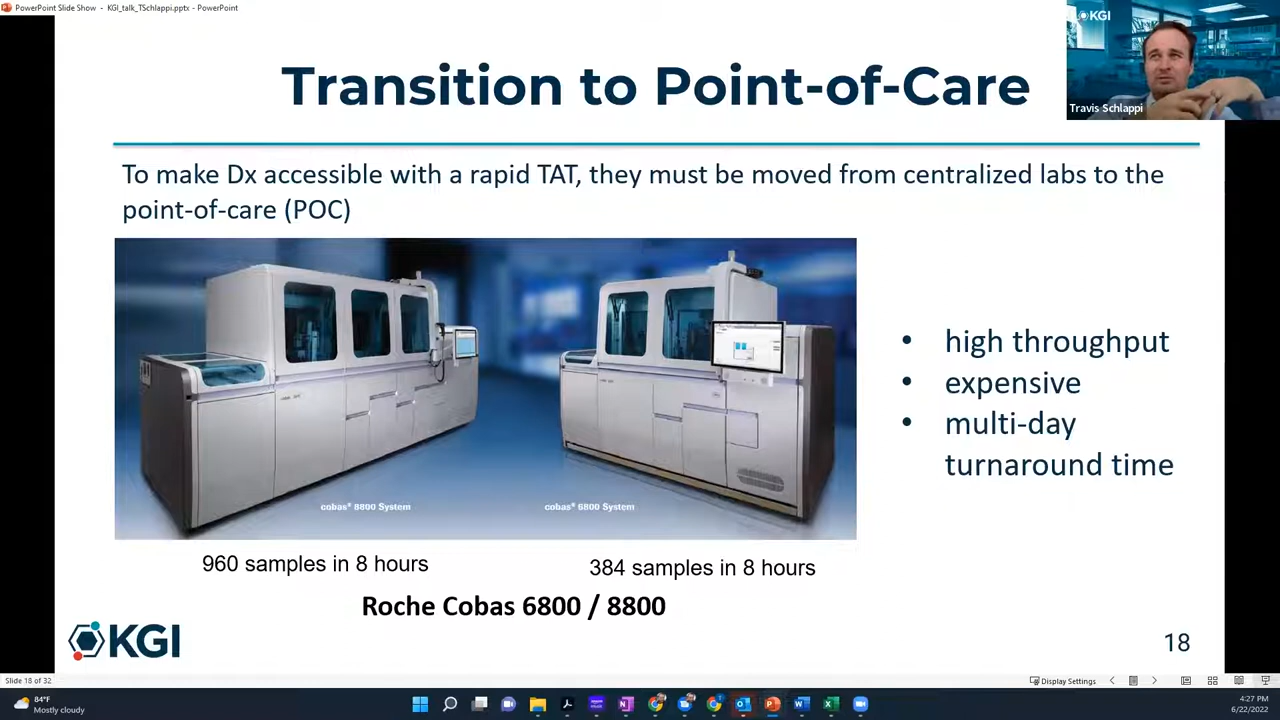 PowerPoint Slide Show - KGI_talk_TSchlappi.pptx - PowerPoint
KGI
Travis Schlappi
Transition to Point-of-Care
To make Dx accessible with a rapid TAT, they must be moved from centralized labs to the
point-of-care (POC)
• high throughput
• expensive
• multi-day
turnaround time
cobas® 8800 System
cobas® 6800 System
960 samples in 8 hours
384 samples in 8 hours
Roche Cobas 6800 / 8800
KGI
18
Slide 18 of 32
Display Settings
84°F
Mostly cloudy
4:27 PM
6/22/2022